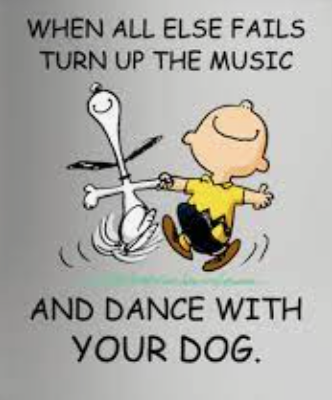 WHEN ALL ELSE FAILS
TURN UP THE MUSIC
AND DANCE WITH
YOUR DOG.